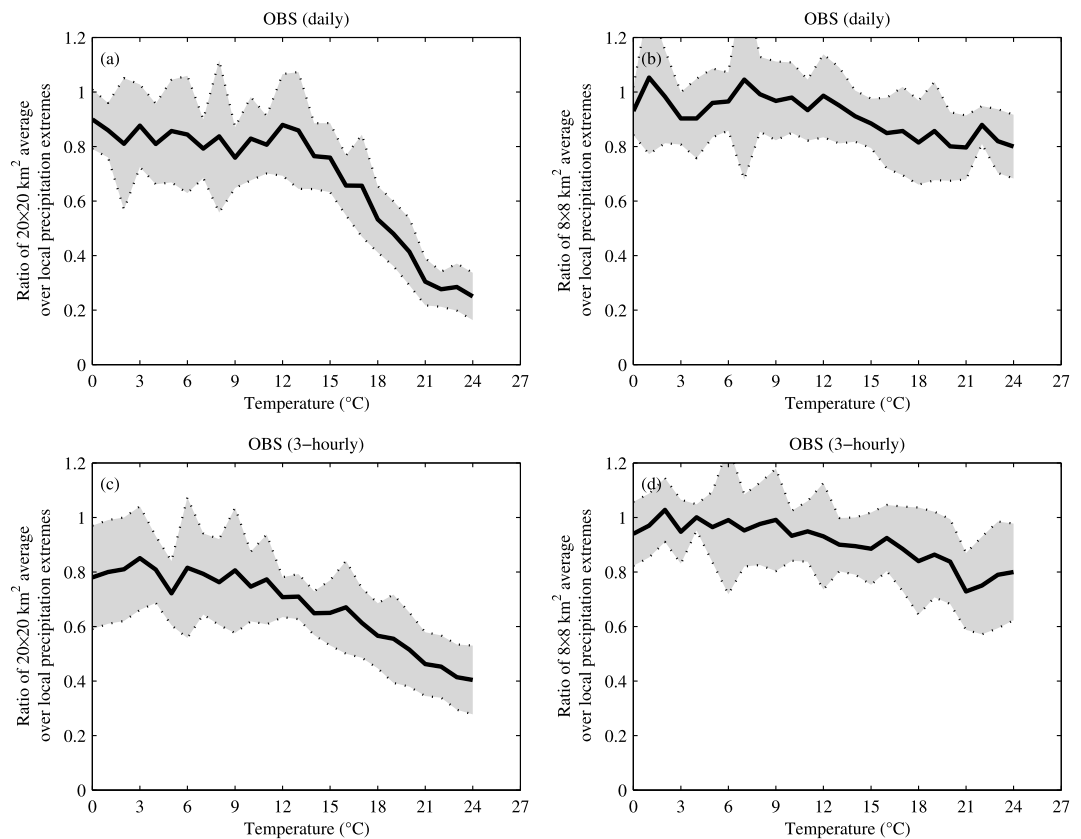 OBS (daily)
(a)
Ratio of 20×20 km² average
over local precipitation extremes
1.2
1
0.8
0.6
0.4
0.2
0
0 3 6 9 12 15 18 21 24 27
Temperature (°C)
OBS (daily)
(b)
Ratio of 8×8 km² average
over local precipitation extremes
1.2
1
0.8
0.6
0.4
0.2
0
0 3 6 9 12 15 18 21 24 27
Temperature (°C)
OBS (3−hourly)
(c)
Ratio of 20×20 km² average
over local precipitation extremes
1.2
1
0.8
0.6
0.4
0.2
0
0 3 6 9 12 15 18 21 24 27
Temperature (°C)
OBS (3−hourly)
(d)
Ratio of 8×8 km² average
over local precipitation extremes
1.2
1
0.8
0.6
0.4
0.2
0
0 3 6 9 12 15 18 21 24 27
Temperature (°C)